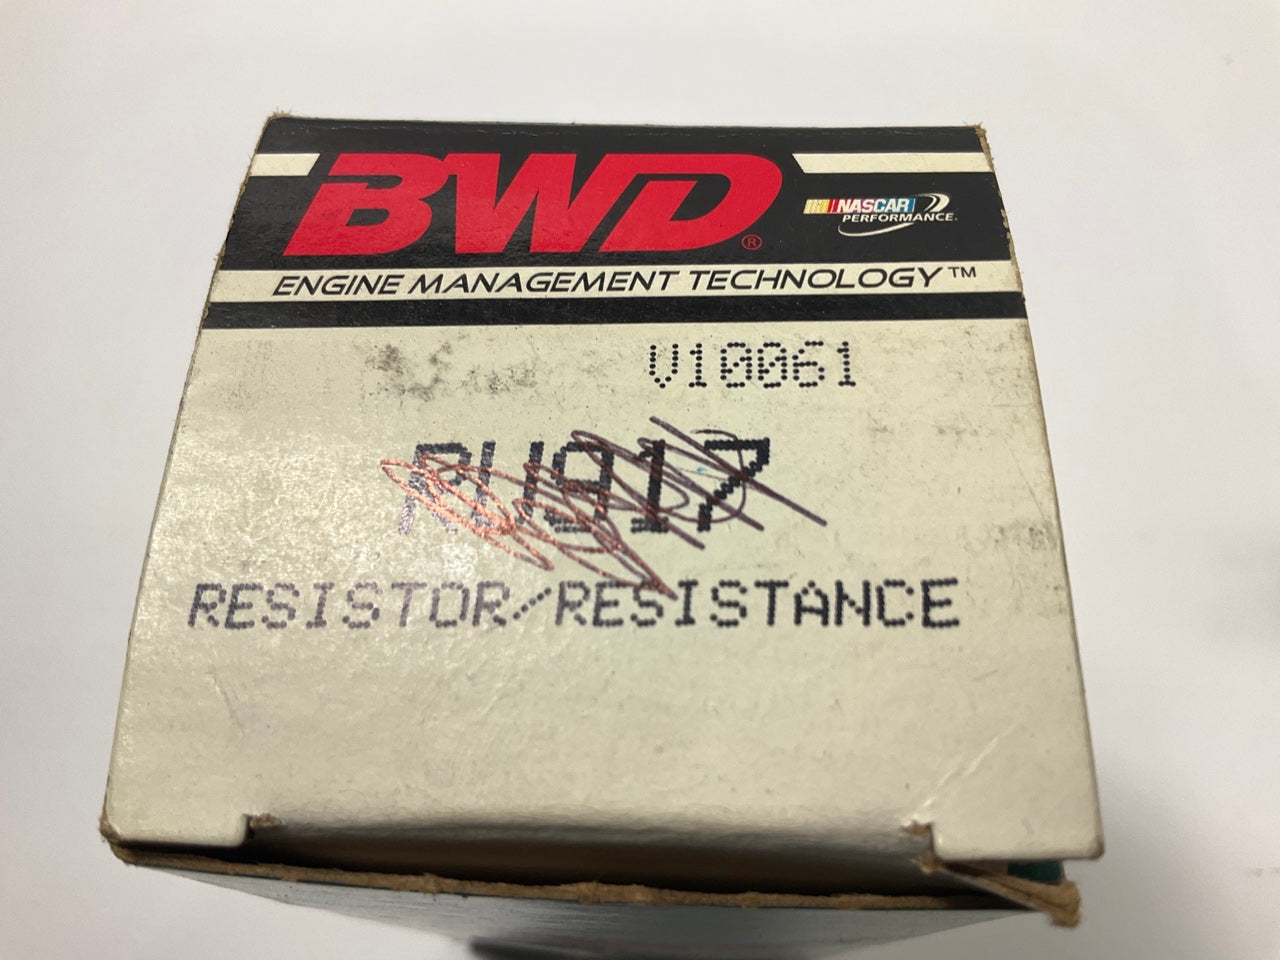 BWD®
NASCAR
PERFORMANCE.
ENGINE MANAGEMENT TECHNOLOGY™
V10061
RU917
RESISTOR/RESISTANCE